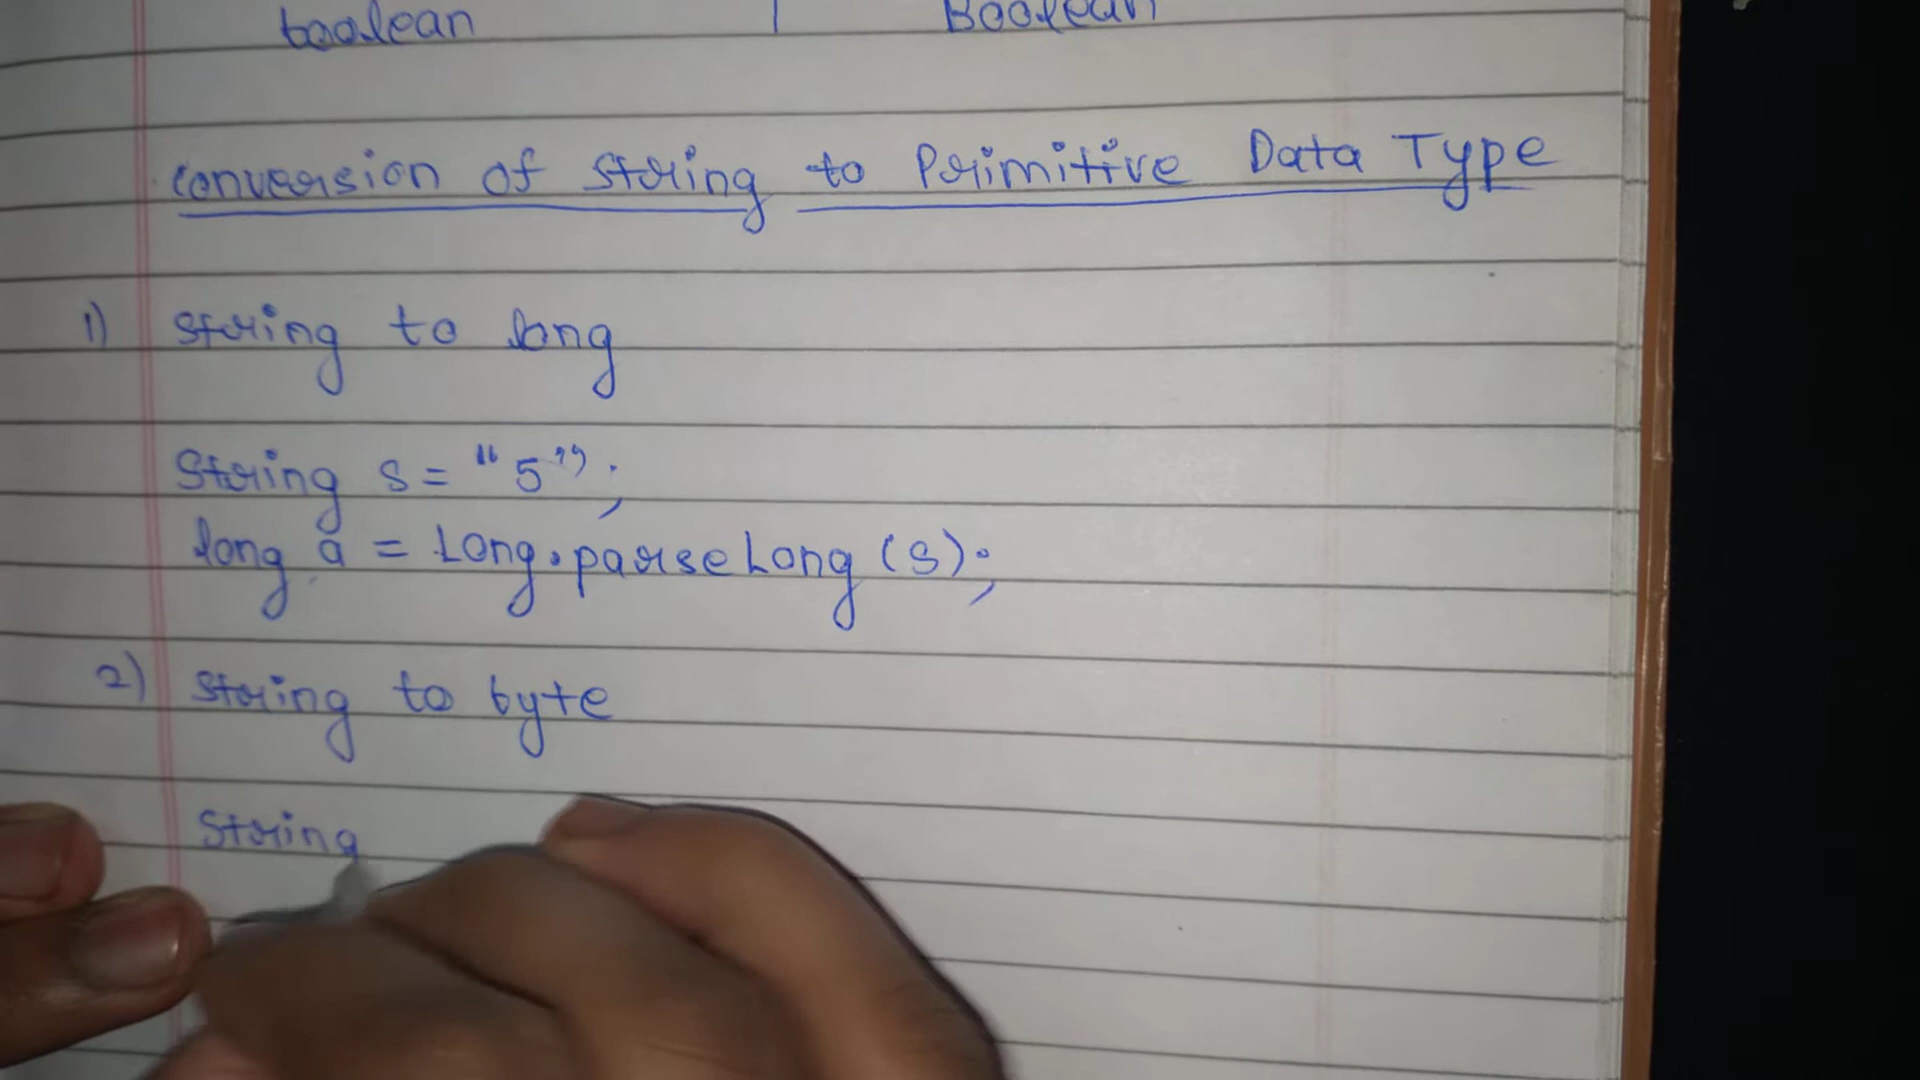 boolean | Boolean
conversion of string to Primitive Data Type
1) string to long
String s = "5";
long a = Long.parseLong (s);
2) string to byte
String